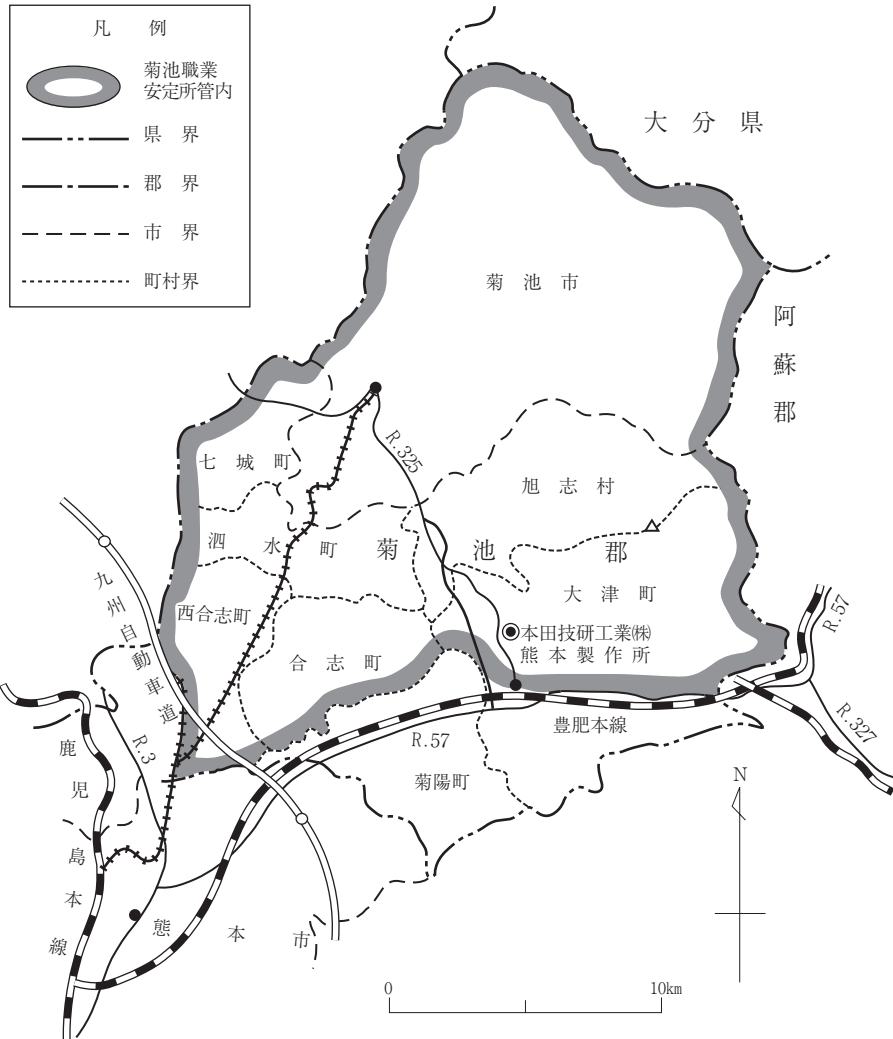 凡 例
菊池職業
安定所管内
県 界
郡 界
市 界
町村界
大 分 県
菊 池 市
阿蘇郡
R.325
七 城 町
旭 志 村
泗 水 町
菊 池 郡
九州自動車道
西合志町
大 津 町
本田技研工業㈱
熊 本 製 作 所
合 志 町
R.57
R.327
豊肥本線
R.57
R.3
鹿児島本線
菊陽町
N
熊 本 市
0 10km